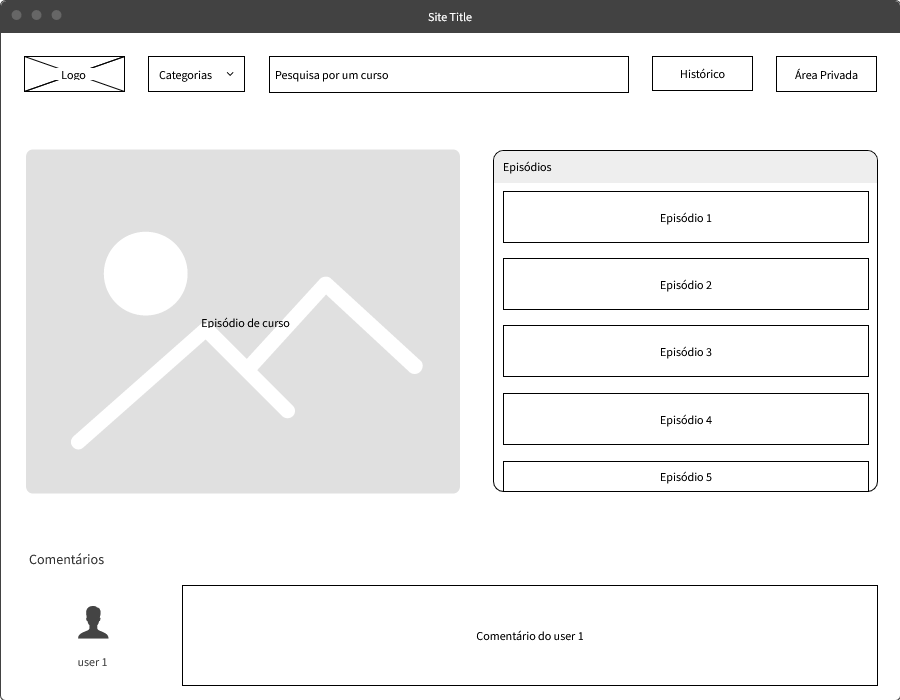 Site Title
Logo
Categorias
Pesquisa por um curso
Histórico
Área Privada
Episódio de curso
Episódios
Episódio 1
Episódio 2
Episódio 3
Episódio 4
Episódio 5
Comentários
user 1
Comentário do user 1